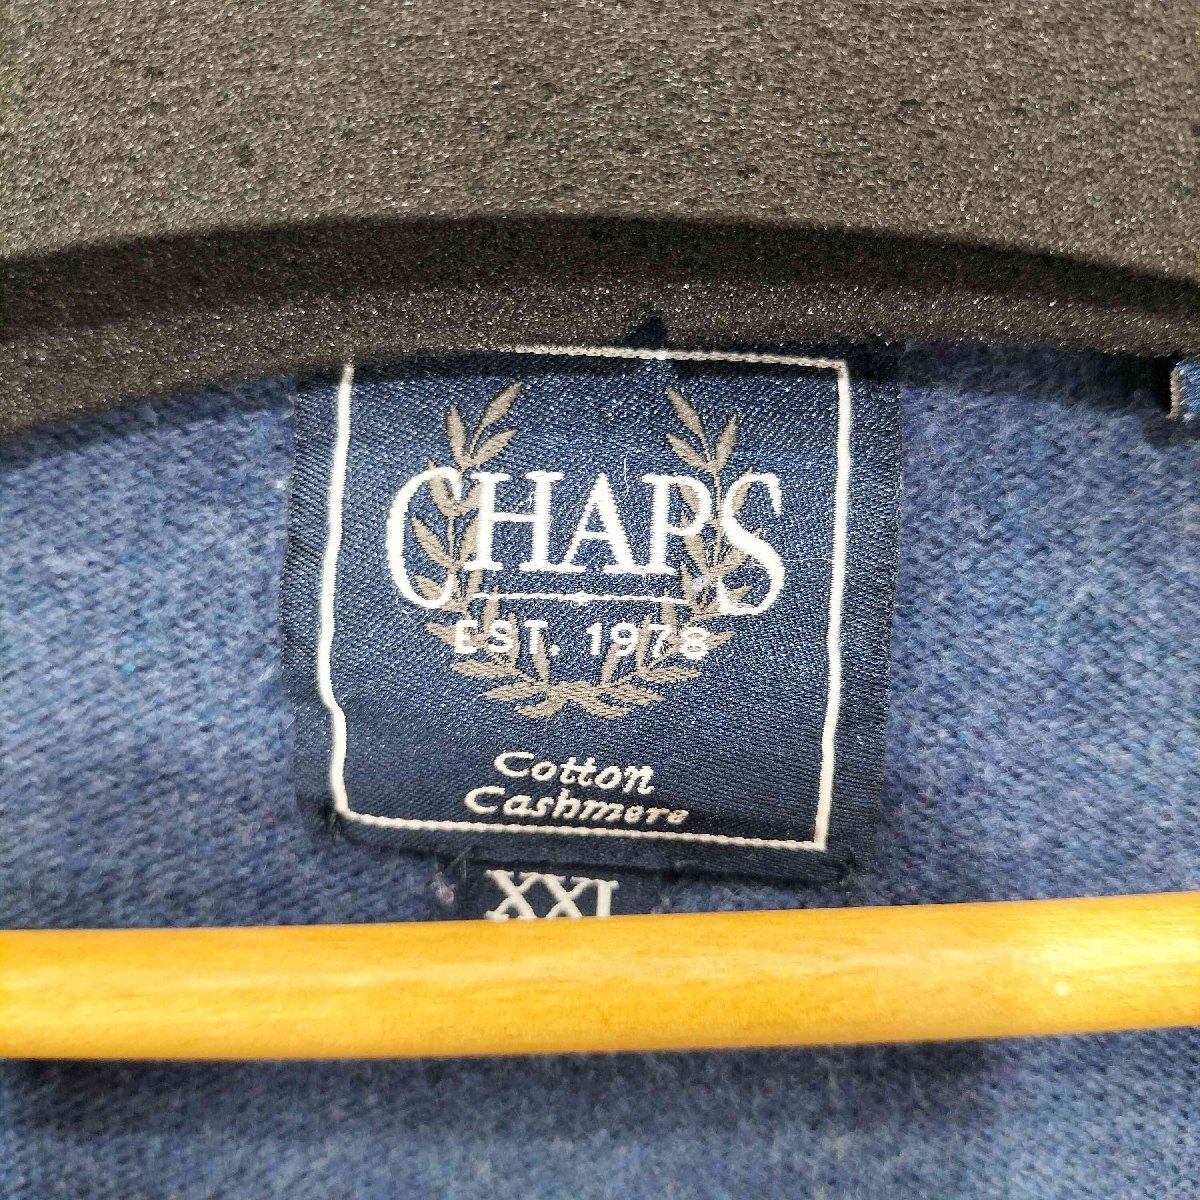 CHAPS
EST. 1978
Cotton
Cashmere
XXL